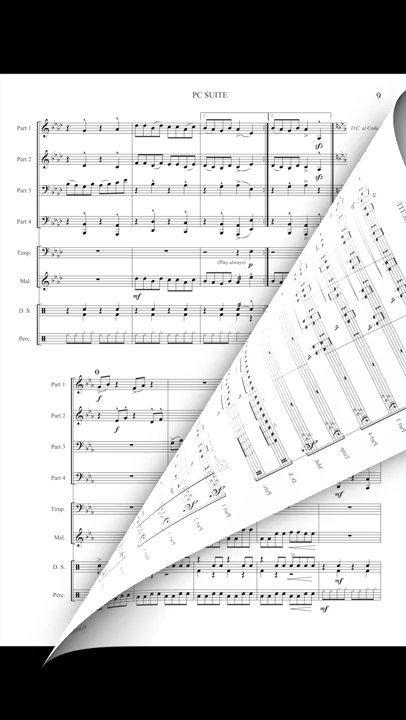 PC SUITE
9
Part 1
1.
2.
D.C. al Coda
Part 2
sfz
Part 3
Part 4
sfz
Timp.
(Play always)
p
Mal.
mf
D. S.
Perc.
Part 1
f
Part 2
f
Part 3
Part 4
mf
Timp.
Mal.
D. S.
mf
Perc.
mf